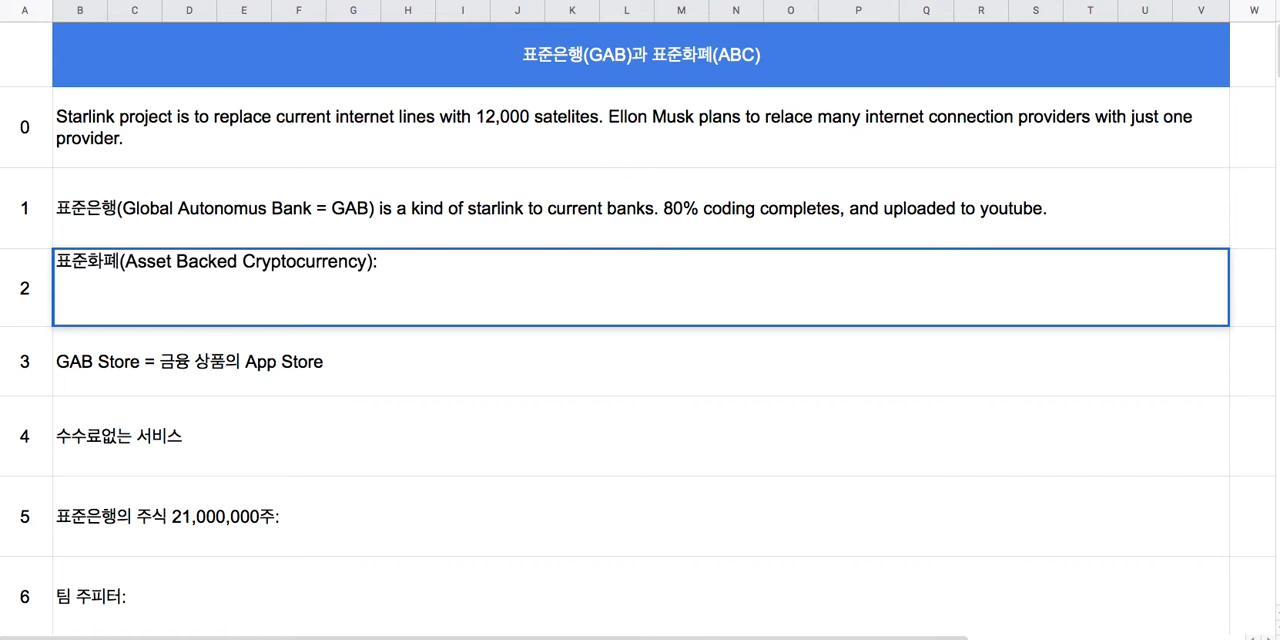 A B C D E F G H I J K L M N O P Q R S T U V W
표준은행(GAB)과 표준화폐(ABC)
0 Starlink project is to replace current internet lines with 12,000 satelites. Ellon Musk plans to relace many internet connection providers with just one
provider.
1 표준은행(Global Autonomus Bank = GAB) is a kind of starlink to current banks. 80% coding completes, and uploaded to youtube.
2 표준화폐(Asset Backed Cryptocurrency):
3 GAB Store = 금융 상품의 App Store
4 수수료없는 서비스
5 표준은행의 주식 21,000,000주:
6 팀 주피터: